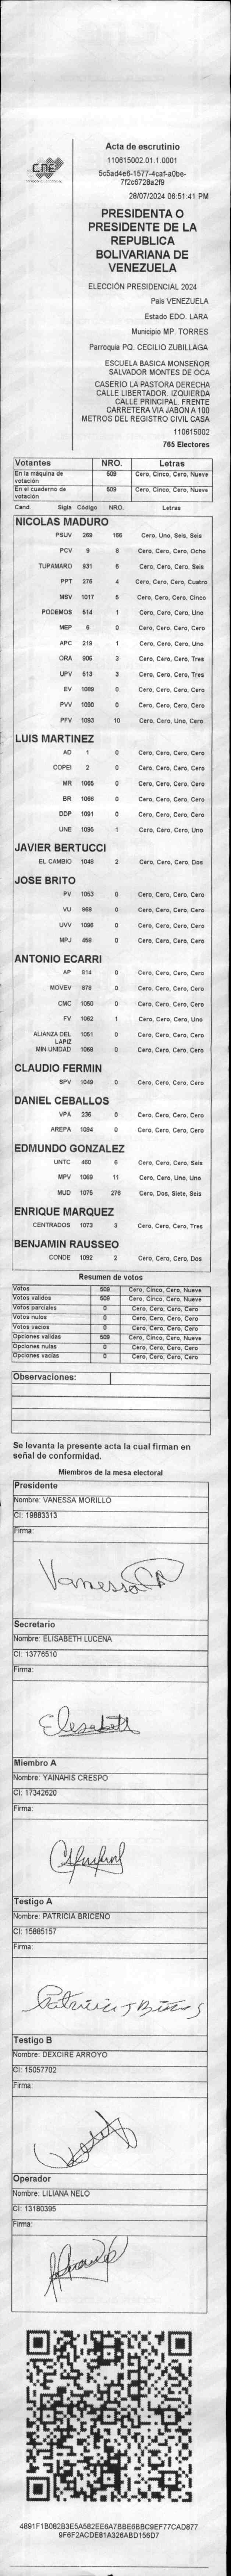 CNE
Acta de escrutinio
110615002.01.1.0001
5c5ad4e6-1577-4caf-a0be-
7f2c6728a2f9
28/07/2024 06:51:41 PM
PRESIDENTA O
PRESIDENTE DE LA
REPUBLICA
BOLIVARIANA DE
VENEZUELA
ELECCIÓN PRESIDENCIAL 2024
Pais VENEZUELA
Estado EDO. LARA
Municipio MP. TORRES
Parroquia PQ. CECILIO ZUBILLAGA
ESCUELA BASICA MONSEÑOR
SALVADOR MONTES DE OCA
CASERIO LA PASTORA DERECHA
CALLE LIBERTADOR. IZQUIERDA
CALLE PRINCIPAL. FRENTE
CARRETERA VIA JABON A 100
METROS DEL REGISTRO CIVIL CASA
110615002
765 Electores
Votantes NRO. Letras
En la máquina de votación 509 Cero, Cinco, Cero, Nueve
En el cuaderno de votación 509 Cero, Cinco, Cero, Nueve
Cand. Sigla Código NRO. Letras
NICOLAS MADURO
PSUV 269 166 Cero, Uno, Seis, Seis
PCV 9 8 Cero, Cero, Cero, Ocho
TUPAMARO 931 6 Cero, Cero, Cero, Seis
PPT 276 4 Cero, Cero, Cero, Cuatro
MSV 1017 5 Cero, Cero, Cero, Cinco
PODEMOS 514 1 Cero, Cero, Cero, Uno
MEP 6 0 Cero, Cero, Cero, Cero
APC 219 1 Cero, Cero, Cero, Uno
ORA 906 3 Cero, Cero, Cero, Tres
UPV 513 3 Cero, Cero, Cero, Tres
EV 1089 0 Cero, Cero, Cero, Cero
PVV 1090 0 Cero, Cero, Cero, Cero
PFV 1093 10 Cero, Cero, Uno, Cero
LUIS MARTINEZ
AD 1 0 Cero, Cero, Cero, Cero
COPEI 2 0 Cero, Cero, Cero, Cero
MR 1065 0 Cero, Cero, Cero, Cero
BR 1066 0 Cero, Cero, Cero, Cero
DDP 1091 0 Cero, Cero, Cero, Cero
UNE 1095 1 Cero, Cero, Cero, Uno
JAVIER BERTUCCI
EL CAMBIO 1048 2 Cero, Cero, Cero, Dos
JOSE BRITO
PV 1053 0 Cero, Cero, Cero, Cero
VU 968 0 Cero, Cero, Cero, Cero
UVV 1096 0 Cero, Cero, Cero, Cero
MPJ 459 0 Cero, Cero, Cero, Cero
ANTONIO ECARRI
AP 914 0 Cero, Cero, Cero, Cero
MOVEV 978 0 Cero, Cero, Cero, Cero
CMC 1050 0 Cero, Cero, Cero, Cero
FV 1062 1 Cero, Cero, Cero, Uno
ALIANZA DEL LAPIZ 1051 0 Cero, Cero, Cero, Cero
MIN UNIDAD 1068 0 Cero, Cero, Cero, Cero
CLAUDIO FERMIN
SPV 1049 0 Cero, Cero, Cero, Cero
DANIEL CEBALLOS
VPA 236 0 Cero, Cero, Cero, Cero
AREPA 1094 0 Cero, Cero, Cero, Cero
EDMUNDO GONZALEZ
UNTC 460 6 Cero, Cero, Cero, Seis
MPV 1069 11 Cero, Cero, Uno, Uno
MUD 1075 276 Cero, Dos, Siete, Seis
ENRIQUE MARQUEZ
CENTRADOS 1073 3 Cero, Cero, Cero, Tres
BENJAMIN RAUSSEO
CONDE 1092 2 Cero, Cero, Cero, Dos
Resumen de votos
Votos 509 Cero, Cinco, Cero, Nueve
Votos validos 509 Cero, Cinco, Cero, Nueve
Votos parciales 0 Cero, Cero, Cero, Cero
Votos nulos 0 Cero, Cero, Cero, Cero
Votos vacios 0 Cero, Cero, Cero, Cero
Opciones validas 509 Cero, Cinco, Cero, Nueve
Opciones nulas 0 Cero, Cero, Cero, Cero
Opciones vacias 0 Cero, Cero, Cero, Cero
Observaciones:
Se levanta la presente acta la cual firman en
señal de conformidad.
Miembros de la mesa electoral
Presidente
Nombre: VANESSA MORILLO
CI: 19883313
Firma:
Vanessa
Secretario
Nombre: ELISABETH LUCENA
CI: 13776510
Firma:
Elesabeth
Miembro A
Nombre: YAINAHIS CRESPO
CI: 17342620
Firma:
Testigo A
Nombre: PATRICIA BRICEÑO
CI: 15885157
Firma:
Patricia J
Testigo B
Nombre: DEXCIRE ARROYO
CI: 15057702
Firma:
Operador
Nombre: LILIANA NELO
CI: 13180395
Firma:
4891F1B082B3E5A582EE6A7BBE6BBC9EF77CAD877
9F6F2ACDE81A326ABD156D7